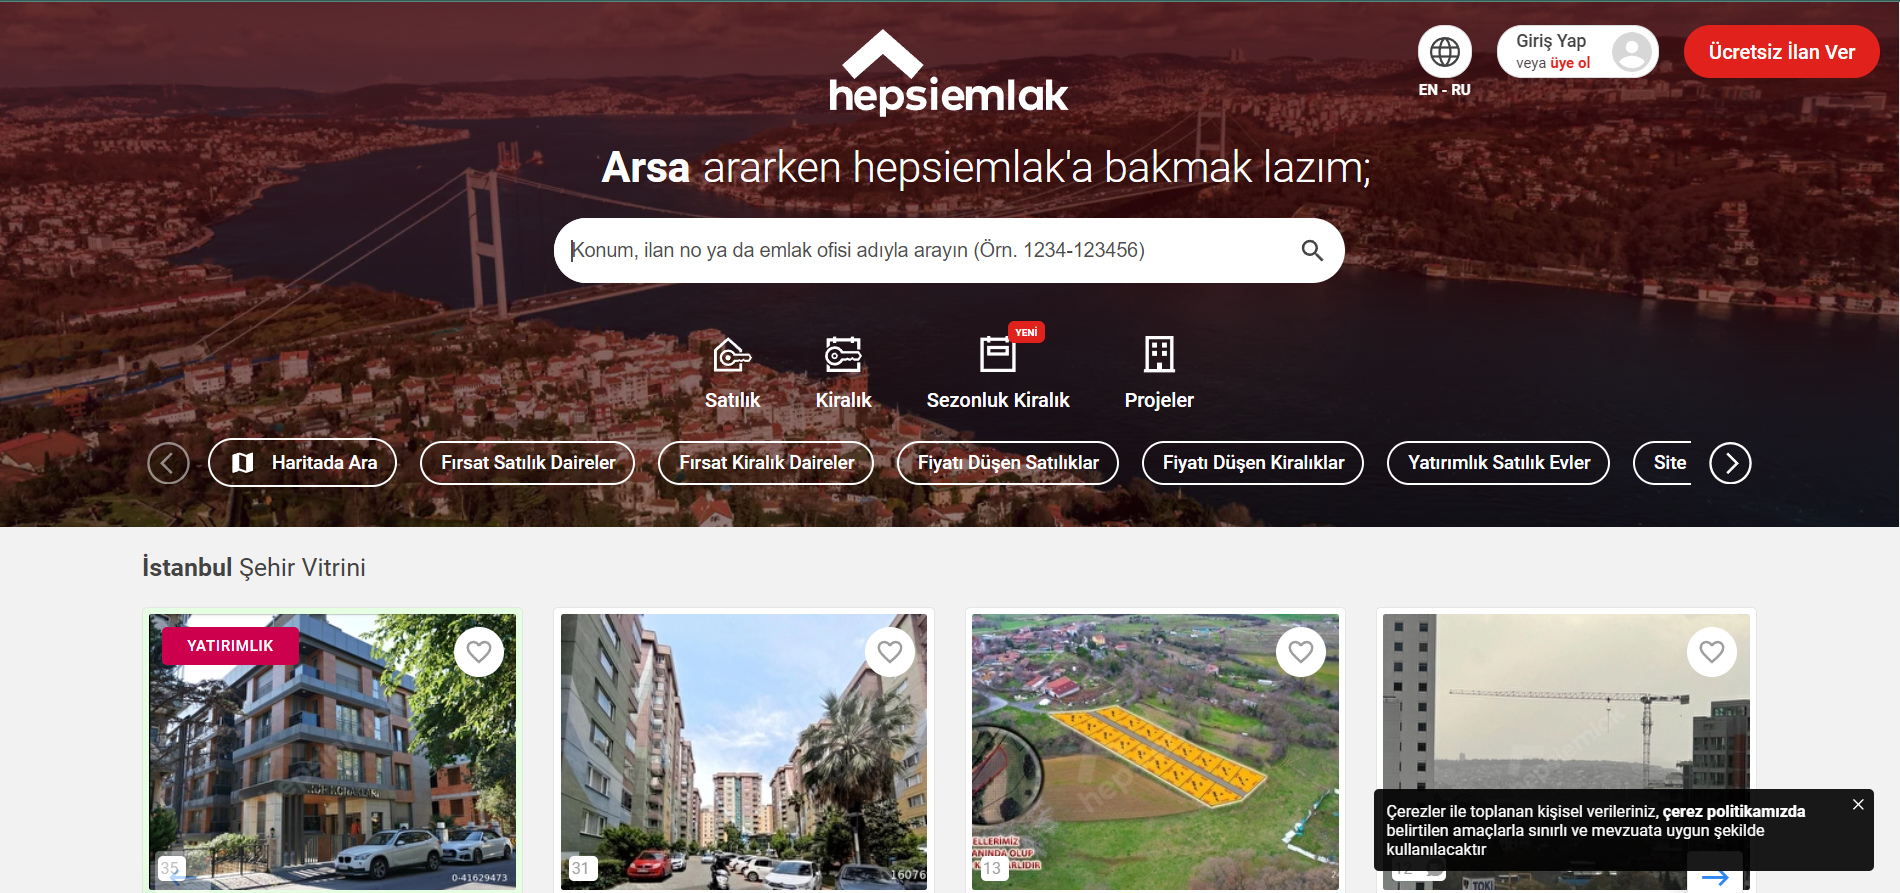 hepsiemlak
EN - RU
Giriş Yap
veya üye ol
Ücretsiz İlan Ver
Arsa ararken hepsiemlak'a bakmak lazım;
Konum, ilan no ya da emlak ofisi adıyla arayın (Örn. 1234-123456)
YENİ
Satılık
Kiralık
Sezonluk Kiralık
Projeler
Haritada Ara
Fırsat Satılık Daireler
Fırsat Kiralık Daireler
Fiyatı Düşen Satılıklar
Fiyatı Düşen Kiralıklar
Yatırımlık Satılık Evler
Site
İstanbul Şehir Vitrini
YATIRIMLIK
35
0-41629473
31
16076
13
Çerezler ile toplanan kişisel verileriniz, çerez politikamızda
belirtilen amaçlarla sınırlı ve mevzuata uygun şekilde
kullanılacaktır
12
TOKİ